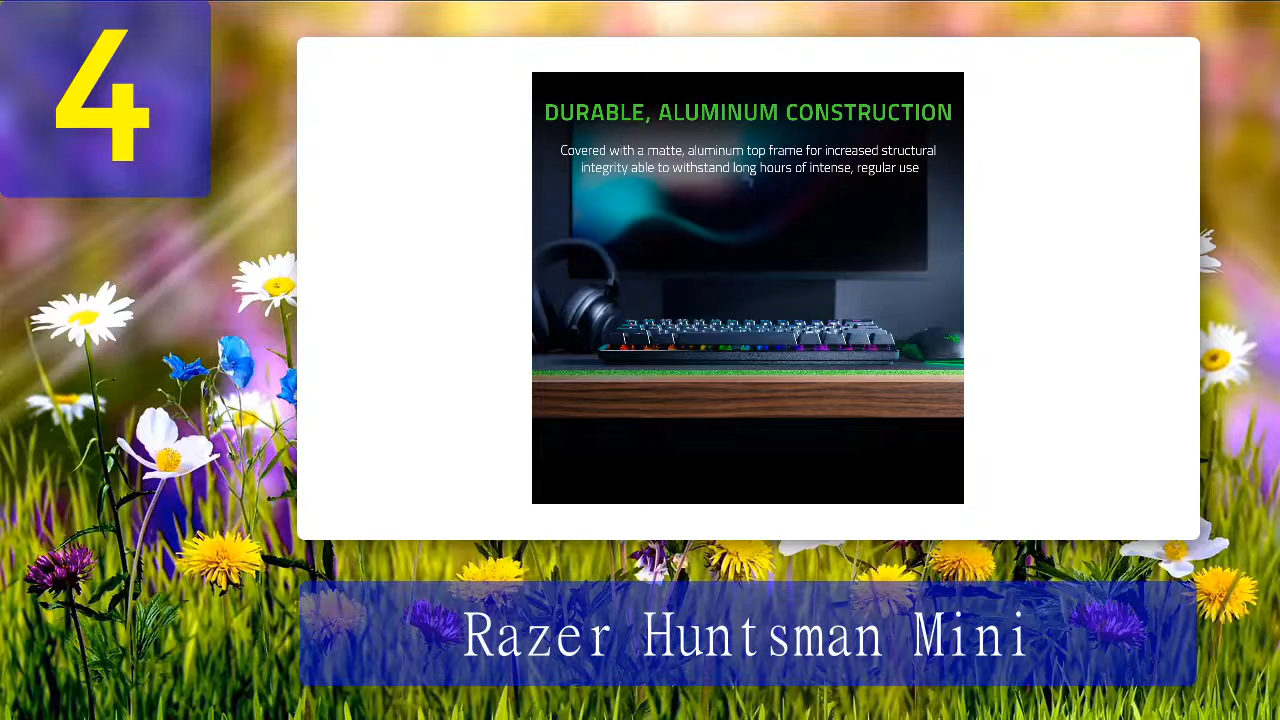 4
DURABLE, ALUMINUM CONSTRUCTION
Covered with a matte, aluminum top frame for increased structural
integrity able to withstand long hours of intense, regular use
Razer Huntsman Mini